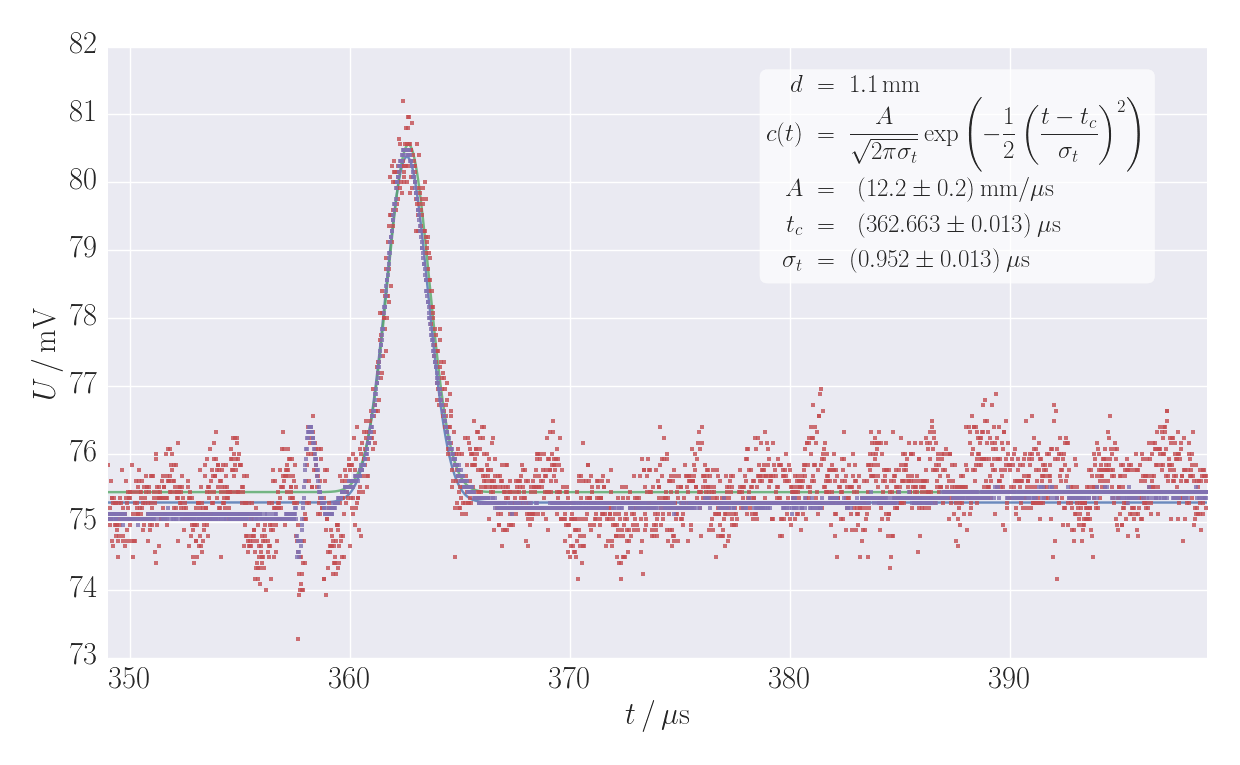 82
81
80
79
78
77
76
75
74
73
U / mV
d = 1.1 mm
c(t) = A/√(2πσ_t) exp(−1/2 ((t − t_c)/σ_t)²)
A = (12.2 ± 0.2) mm/μs
t_c = (362.663 ± 0.013) μs
σ_t = (0.952 ± 0.013) μs
350 360 370 380 390
t / μs